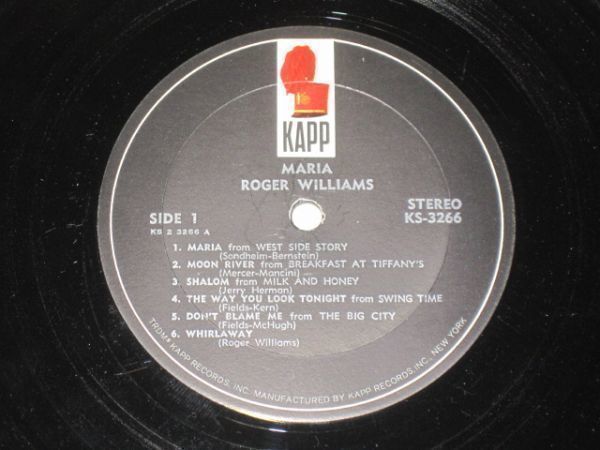 KAPP
MARIA
ROGER WILLIAMS
SIDE 1
KS 2 3266 A
STEREO
KS-3266
1. MARIA from WEST SIDE STORY
(Sondheim-Bernstein)
2. MOON RIVER from BREAKFAST AT TIFFANY'S
(Mercer-Mancini)
3. SHALOM from MILK AND HONEY
(Jerry Herman)
4. THE WAY YOU LOOK TONIGHT from SWING TIME
(Fields-Kern)
5. DON'T BLAME ME from THE BIG CITY
(Fields-McHugh)
6. WHIRLAWAY
(Roger Williams)
TRDMK KAPP RECORDS, INC. MANUFACTURED BY KAPP RECORDS, INC., NEW YORK